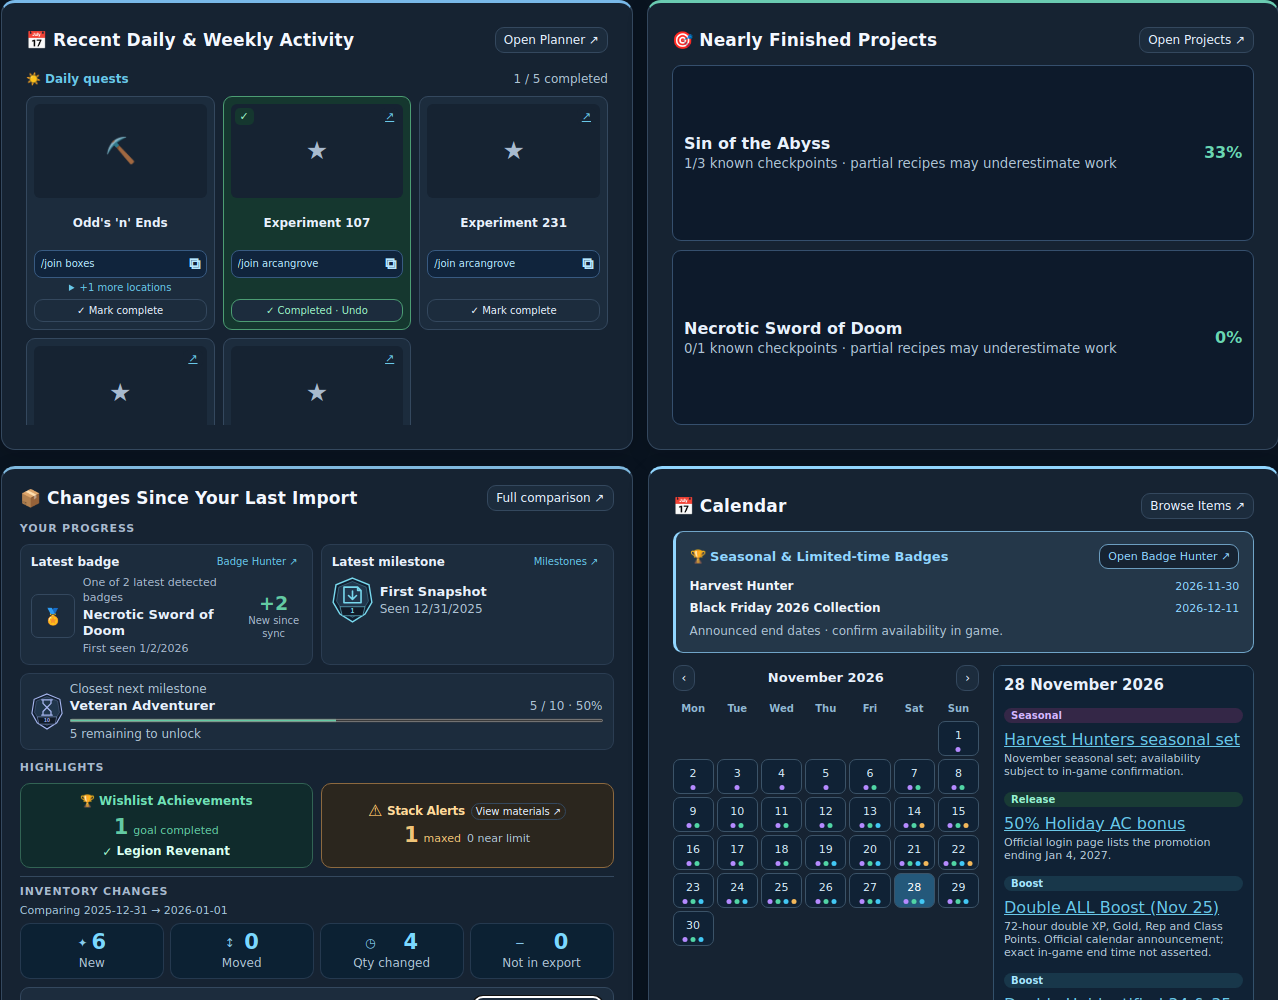 Recent Daily & Weekly Activity
Open Planner ↗
Daily quests
1 / 5 completed
Odd's 'n' Ends
/join boxes
▶ +1 more locations
✓ Mark complete
✓
↗
Experiment 107
/join arcangrove
✓ Completed · Undo
↗
Experiment 231
/join arcangrove
✓ Mark complete
↗
↗
Nearly Finished Projects
Open Projects ↗
Sin of the Abyss
1/3 known checkpoints · partial recipes may underestimate work
33%
Necrotic Sword of Doom
0/1 known checkpoints · partial recipes may underestimate work
0%
Changes Since Your Last Import
Full comparison ↗
YOUR PROGRESS
Latest badge
Badge Hunter ↗
One of 2 latest detected
badges
Necrotic Sword of
Doom
First seen 1/2/2026
+2
New since
sync
Latest milestone
Milestones ↗
1
First Snapshot
Seen 12/31/2025
10
Closest next milestone
Veteran Adventurer
5 / 10 · 50%
5 remaining to unlock
HIGHLIGHTS
Wishlist Achievements
1 goal completed
✓ Legion Revenant
Stack Alerts
View materials ↗
1 maxed 0 near limit
INVENTORY CHANGES
Comparing 2025-12-31 → 2026-01-01
6
New
0
Moved
4
Qty changed
0
Not in export
Calendar
Browse Items ↗
Seasonal & Limited-time Badges
Open Badge Hunter ↗
Harvest Hunter
2026-11-30
Black Friday 2026 Collection
2026-12-11
Announced end dates · confirm availability in game.
‹
November 2026
›
Mon Tue Wed Thu Fri Sat Sun
1
2 3 4 5 6 7 8
9 10 11 12 13 14 15
16 17 18 19 20 21 22
23 24 25 26 27 28 29
30
28 November 2026
Seasonal
Harvest Hunters seasonal set
November seasonal set; availability
subject to in-game confirmation.
Release
50% Holiday AC bonus
Official login page lists the promotion
ending Jan 4, 2027.
Boost
Double ALL Boost (Nov 25)
72-hour double XP, Gold, Rep and Class
Points. Official calendar announcement;
exact in-game end time not asserted.
Boost